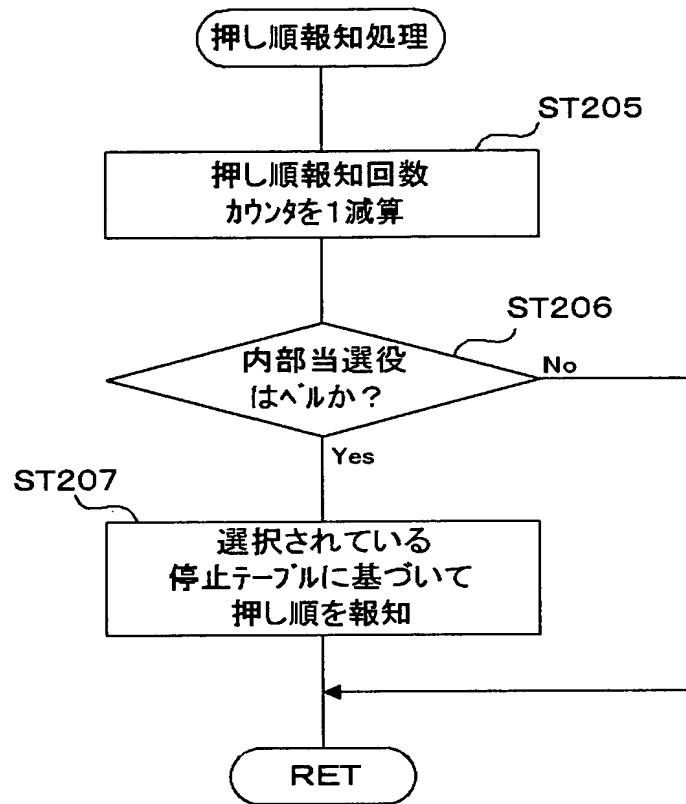 押し順報知処理
ST205
押し順報知回数
ｶｳﾝﾀを１減算
ST206
内部当選役
はﾍﾞﾙか？
No
Yes
ST207
選択されている
停止ﾃｰﾌﾞﾙに基づいて
押し順を報知
RET